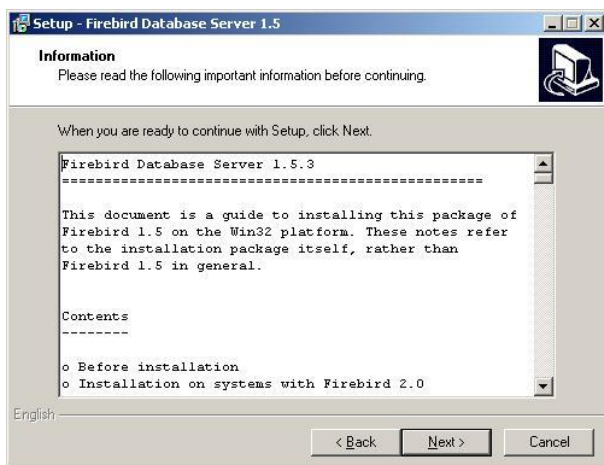 Setup - Firebird Database Server 1.5
Information
Please read the following important information before continuing.
When you are ready to continue with Setup, click Next.
Firebird Database Server 1.5.3
==================================================
This document is a guide to installing this package of
Firebird 1.5 on the Win32 platform. These notes refer
to the installation package itself, rather than
Firebird 1.5 in general.
Contents
--------
o Before installation
o Installation on systems with Firebird 2.0
English
< Back Next > Cancel